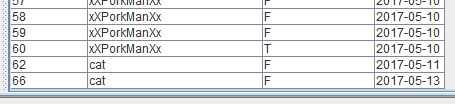 57 xXPorkManXx F 2017-05-10
58 xXPorkManXx F 2017-05-10
59 xXPorkManXx F 2017-05-10
60 xXPorkManXx T 2017-05-10
62 cat F 2017-05-11
66 cat F 2017-05-13